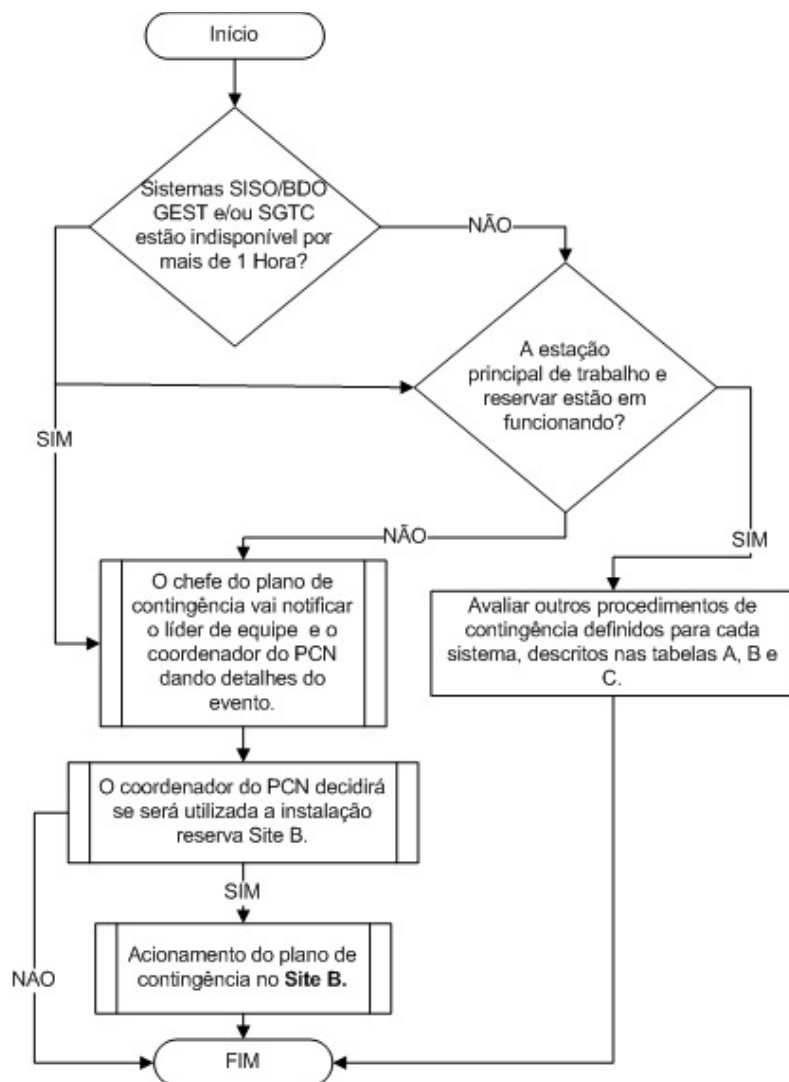 Início
Sistemas SISO/BDO
GEST e/ou SGTC
estão indisponível por
mais de 1 Hora?
NÃO
A estação
principal de trabalho e
reservar estão em
funcionando?
SIM
NÃO
SIM
O chefe do plano de
contingência vai notificar
o líder de equipe e o
coordenador do PCN
dando detalhes do
evento.
Avaliar outros procedimentos de
contingência definidos para cada
sistema, descritos nas tabelas A, B e
C.
O coordenador do PCN decidirá
se será utilizada a instalação
reserva Site B.
SIM
Acionamento do plano de
contingência no Site B.
NÃO
FIM